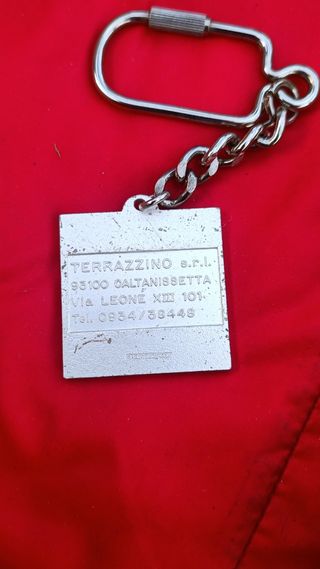 TERRAZZINO s.r.l.
93100 CALTANISSETTA
Via LEONE XIII 101
Tel. 0934/38448